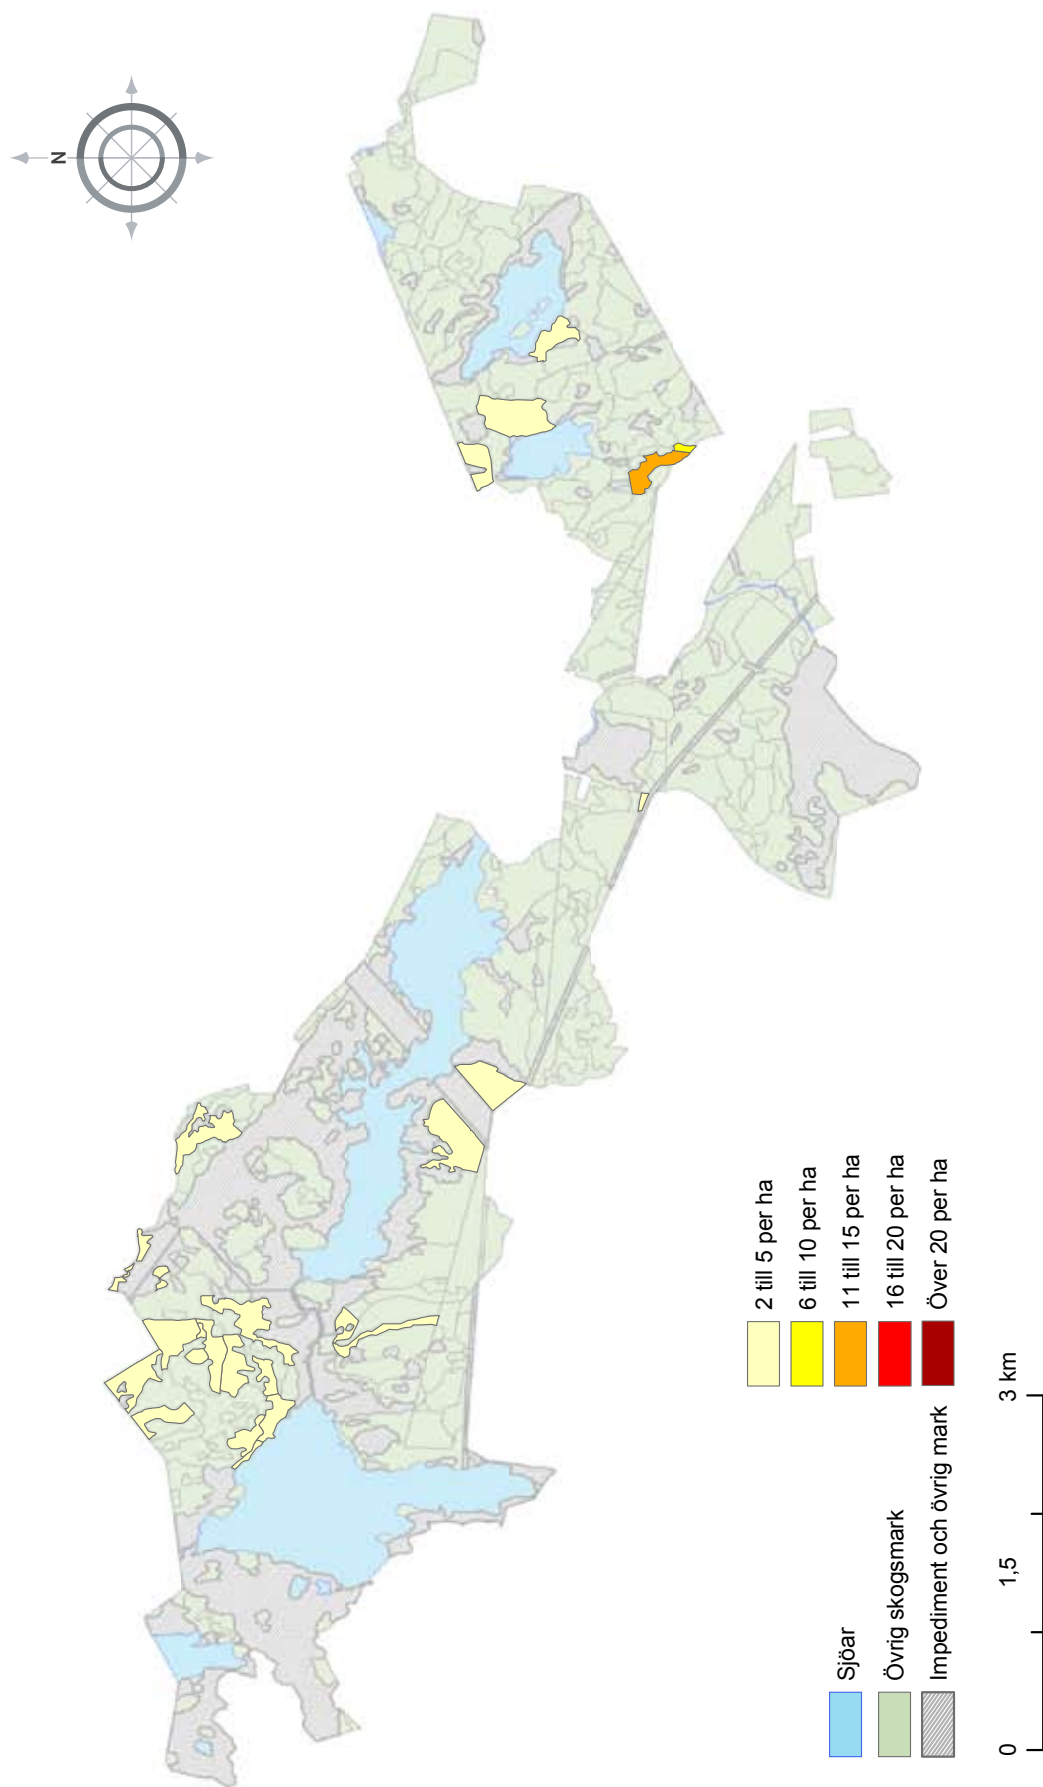 N
2 till 5 per ha
6 till 10 per ha
11 till 15 per ha
16 till 20 per ha
Över 20 per ha
Sjöar
Övrig skogsmark
Impediment och övrig mark
0 1,5 3 km